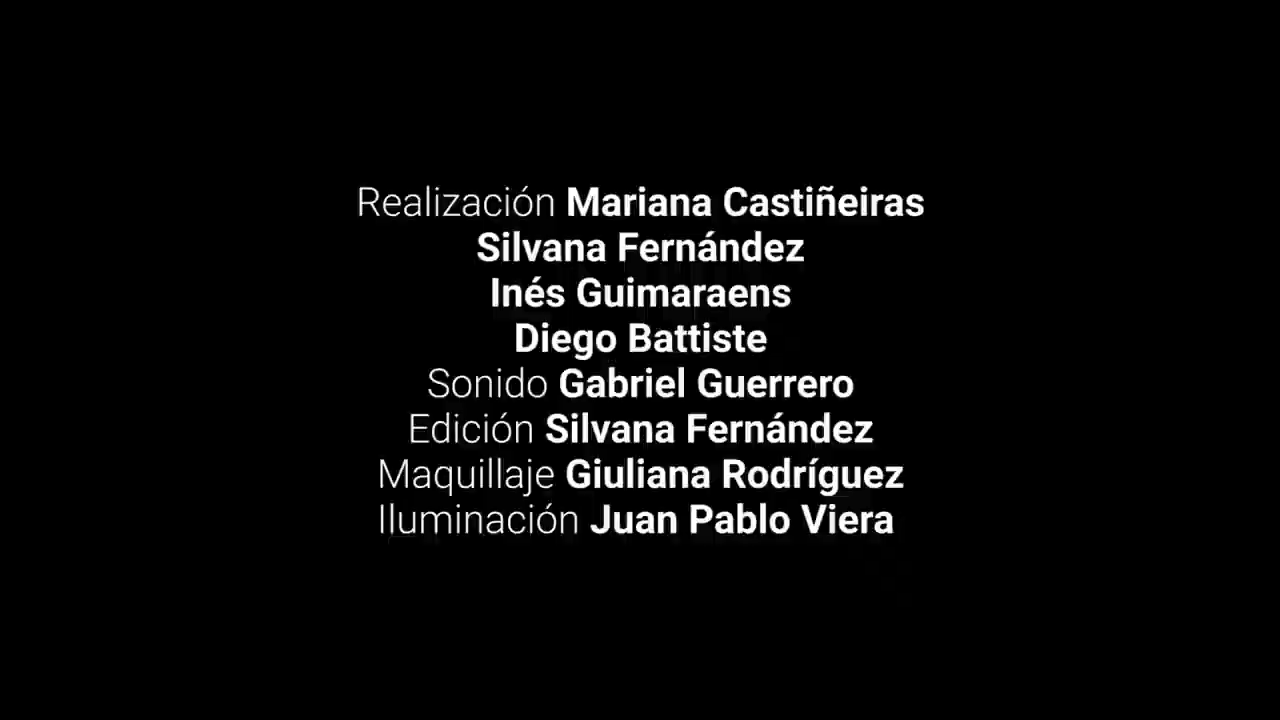 Realización Mariana Castiñeiras
Silvana Fernández
Inés Guimaraens
Diego Battiste
Sonido Gabriel Guerrero
Edición Silvana Fernández
Maquillaje Giuliana Rodríguez
Iluminación Juan Pablo Viera